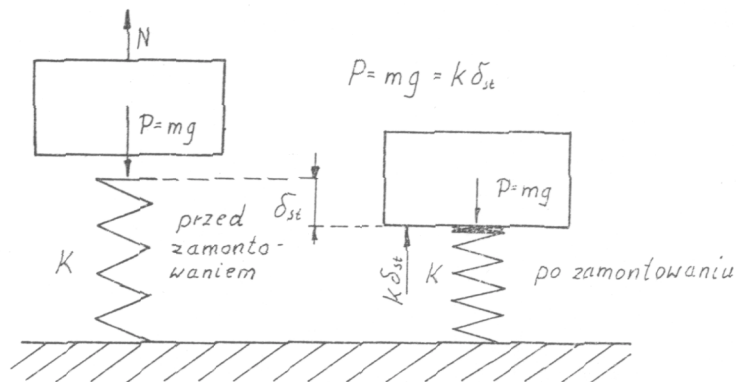 N
P=mg
K
przed
zamonto-
waniem
δst
P=mg=kδst
P=mg
kδst
K
po zamontowaniu